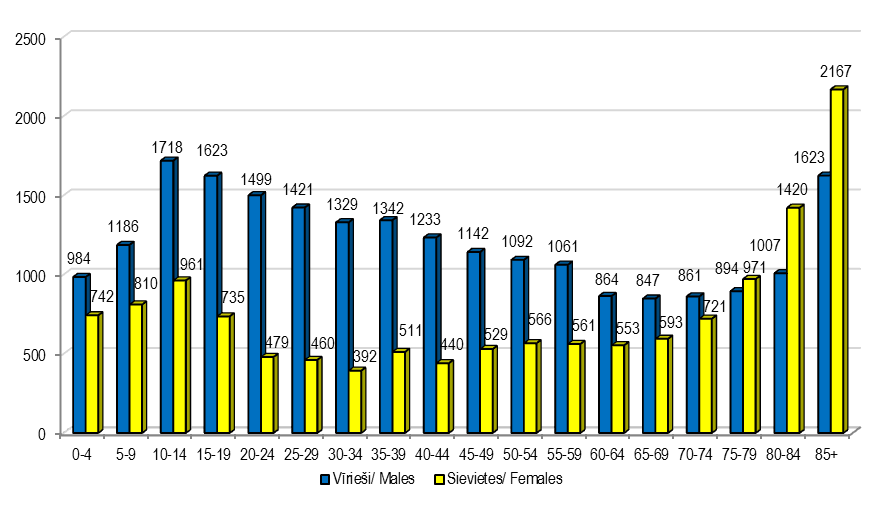 2500
2000
1500
1000
500
0
984 1186 1718 1623 1499 1421 1329 1342 1233 1142 1092 1061 864 847 861 894 1007 1623
742 810 961 735 479 460 392 511 440 529 566 561 553 593 721 971 1420 2167
0-4 5-9 10-14 15-19 20-24 25-29 30-34 35-39 40-44 45-49 50-54 55-59 60-64 65-69 70-74 75-79 80-84 85+
Vīrieši/ Males Sievietes/ Females